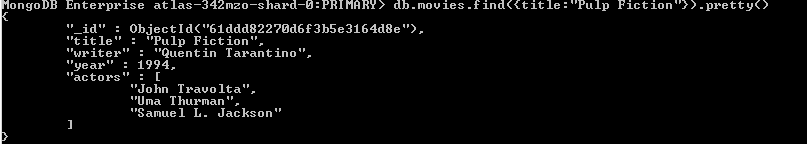 MongoDB Enterprise atlas-342mzo-shard-0:PRIMARY> db.movies.find({title:"Pulp Fiction"}).pretty()
{
        "_id" : ObjectId("61ddd82270d6f3b5e3164d8e"),
        "title" : "Pulp Fiction",
        "writer" : "Quentin Tarantino",
        "year" : 1994,
        "actors" : [
                "John Travolta",
                "Uma Thurman",
                "Samuel L. Jackson"
        ]
}